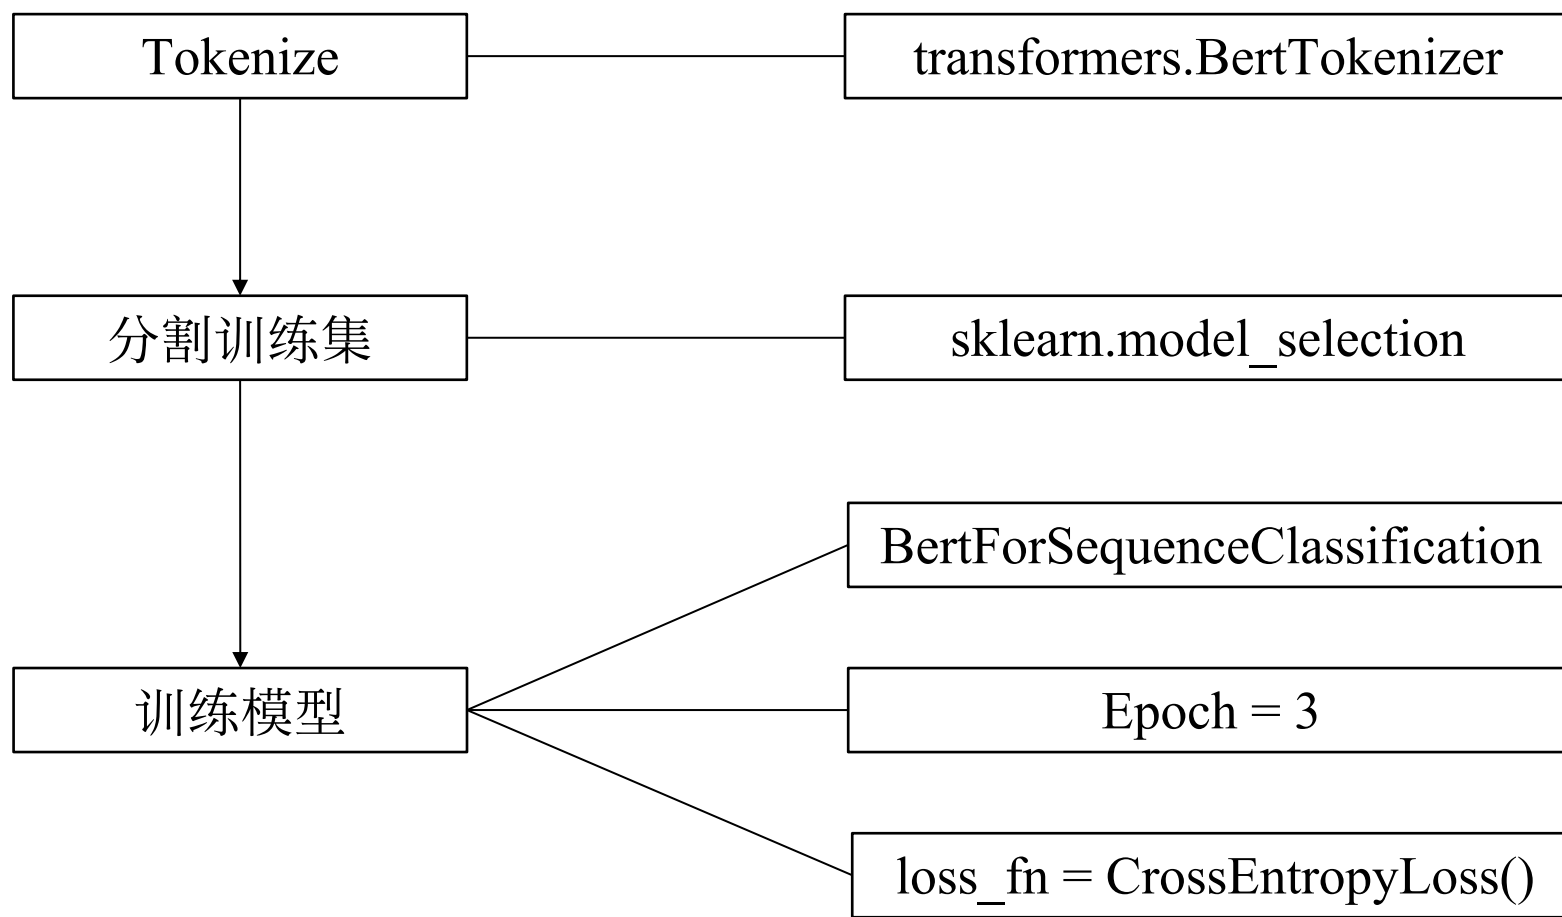 Tokenize
transformers.BertTokenizer
分割训练集
sklearn.model_selection
BertForSequenceClassification
训练模型
Epoch = 3
loss_fn = CrossEntropyLoss()